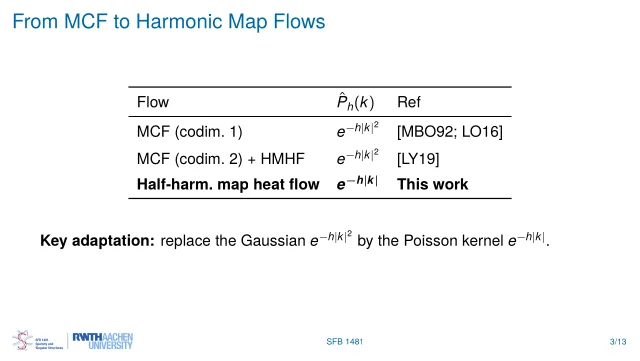 From MCF to Harmonic Map Flows
Flow P̂ₕ(k) Ref
MCF (codim. 1) e^{−h|k|²} [MBO92; LO16]
MCF (codim. 2) + HMHF e^{−h|k|²} [LY19]
Half-harm. map heat flow e^{−h|k|} This work
Key adaptation: replace the Gaussian e^{−h|k|²} by the Poisson kernel e^{−h|k|}.
SFB 1481
RWTH AACHEN
UNIVERSITY
SFB 1481
3/13